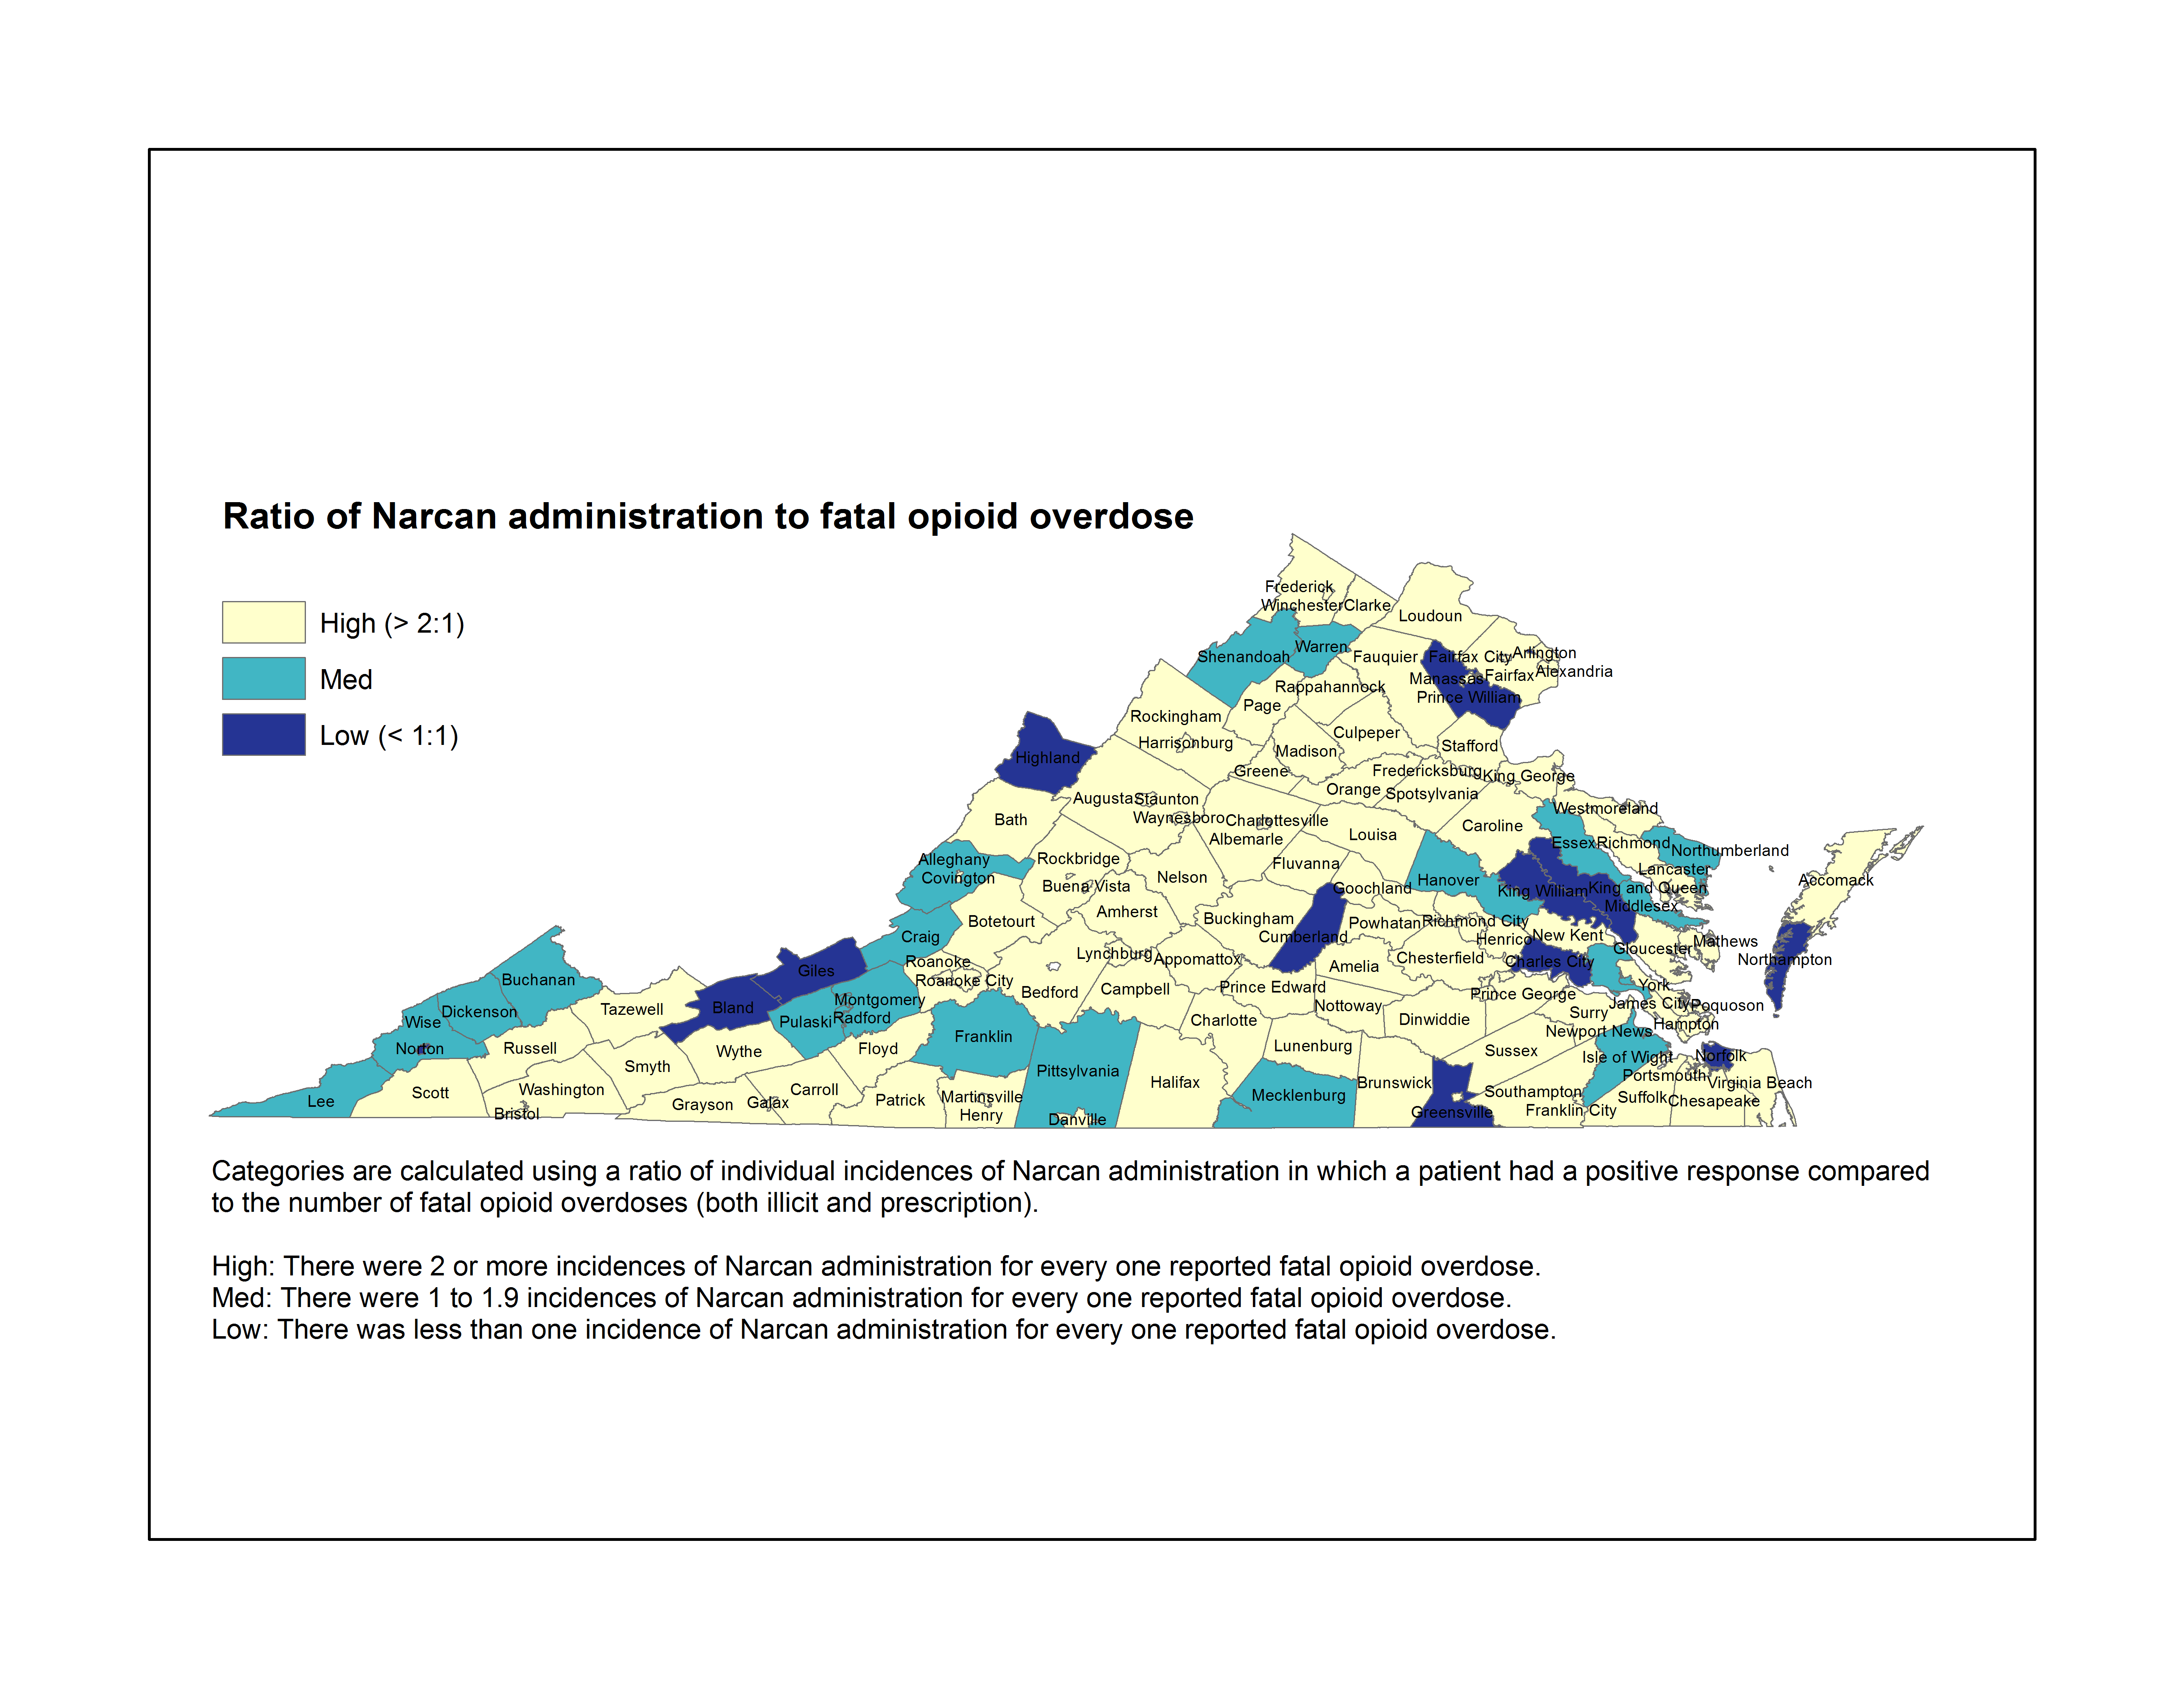 Ratio of Narcan administration to fatal opioid overdose
High (> 2:1)
Med
Low (< 1:1)
Frederick
Winchester
Clarke
Loudoun
Shenandoah
Warren
Fauquier
Fairfax City
Arlington
Alexandria
Fairfax
Manassas
Prince William
Rappahannock
Page
Rockingham
Harrisonburg
Culpeper
Madison
Stafford
Highland
Greene
Fredericksburg
King George
Orange
Spotsylvania
Augusta
Staunton
Waynesboro
Charlottesville
Albemarle
Westmoreland
Bath
Louisa
Caroline
Essex
Richmond
Northumberland
Alleghany
Covington
Rockbridge
Fluvanna
Lancaster
Accomack
Buena Vista
Nelson
Goochland
Hanover
King William
King and Queen
Middlesex
Amherst
Buckingham
Powhatan
Richmond City
Botetourt
Cumberland
Henrico
New Kent
Craig
Gloucester
Mathews
Lynchburg
Appomattox
Chesterfield
Charles City
Northampton
Roanoke
Roanoke City
Amelia
Giles
Buchanan
Bedford
Campbell
Prince Edward
Prince George
York
Montgomery
Nottoway
James City
Poquoson
Tazewell
Bland
Dickenson
Pulaski
Radford
Charlotte
Dinwiddie
Surry
Wise
Newport News
Hampton
Franklin
Norton
Russell
Wythe
Floyd
Lunenburg
Sussex
Isle of Wight
Norfolk
Smyth
Pittsylvania
Halifax
Portsmouth
Brunswick
Virginia Beach
Scott
Washington
Carroll
Mecklenburg
Southampton
Suffolk
Chesapeake
Lee
Grayson
Galax
Patrick
Martinsville
Henry
Bristol
Danville
Greensville
Franklin City
Categories are calculated using a ratio of individual incidences of Narcan administration in which a patient had a positive response compared
to the number of fatal opioid overdoses (both illicit and prescription).
High: There were 2 or more incidences of Narcan administration for every one reported fatal opioid overdose.
Med: There were 1 to 1.9 incidences of Narcan administration for every one reported fatal opioid overdose.
Low: There was less than one incidence of Narcan administration for every one reported fatal opioid overdose.